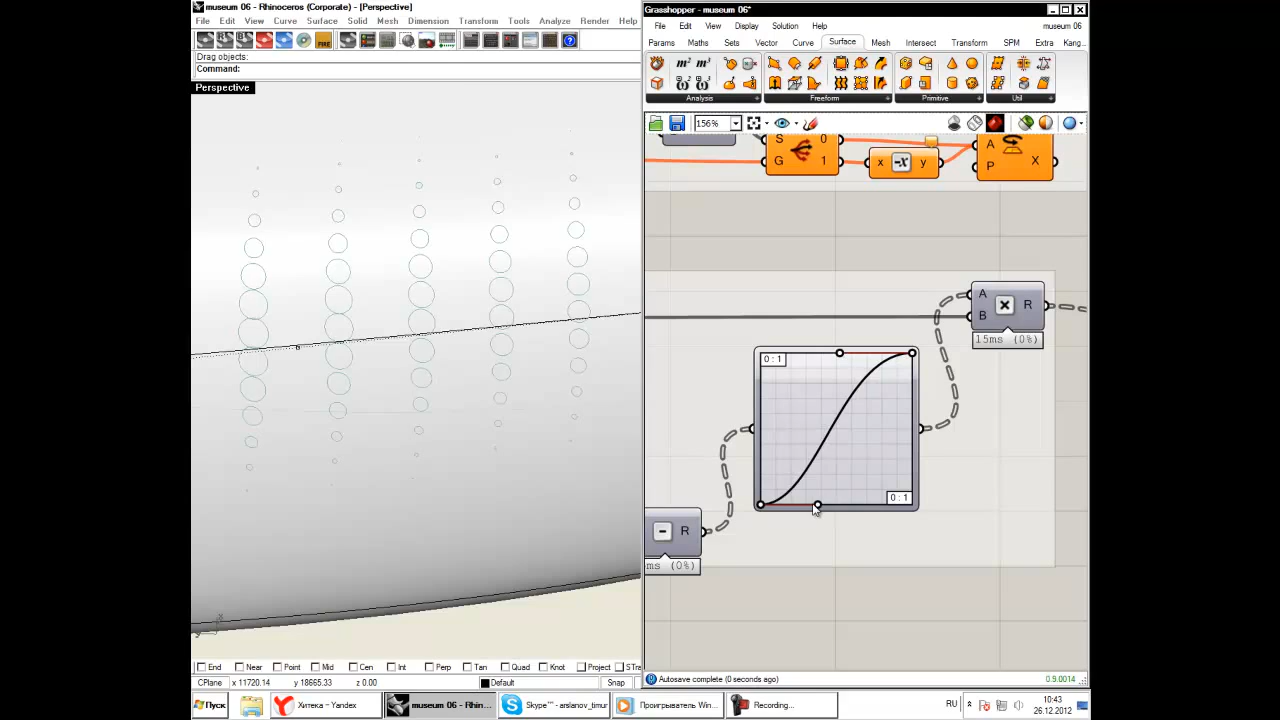 museum 06 - Rhinoceros (Corporate) - [Perspective]
File Edit View Curve Surface Solid Mesh Dimension Transform Tools Analyze Render Help
Drag objects:
Command:
Perspective
End Near Point Mid Cen Int Perp Tan Quad Knot Project STra
CPlane x 11720.14 y 18665.33 z 0.00 Default Snap
Grasshopper - museum 06*
File Edit View Display Solution Help museum 06
Params Maths Sets Vector Curve Surface Mesh Intersect Transform SPM Extra Kang..
Analysis Freeform Primitive Util
156%
S 0
G 1
x -x y
A
P
X
A
B
R
15ms (0%)
0 : 1
0 : 1
R
ms (0%)
Autosave complete (0 seconds ago) 0.9.0014
Пуск Хитека – Yandex museum 06 - Rhin... Skype™ - arslanov_timur Проигрыватель Win... Recording... RU 10:43
26.12.2012